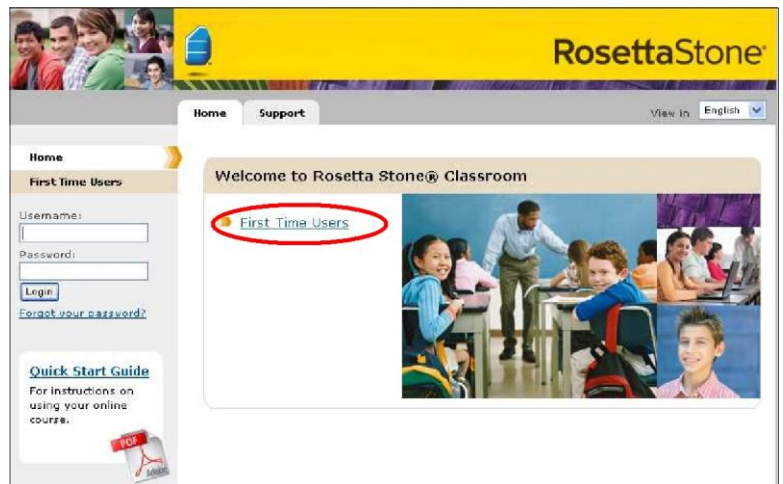 RosettaStone®
Home Support
View in English
Home
First Time Users
Username:
Password:
Login
Forgot your password?
Quick Start Guide
For instructions on
using your online
course.
PDF
Adobe
Welcome to Rosetta Stone® Classroom
First Time Users